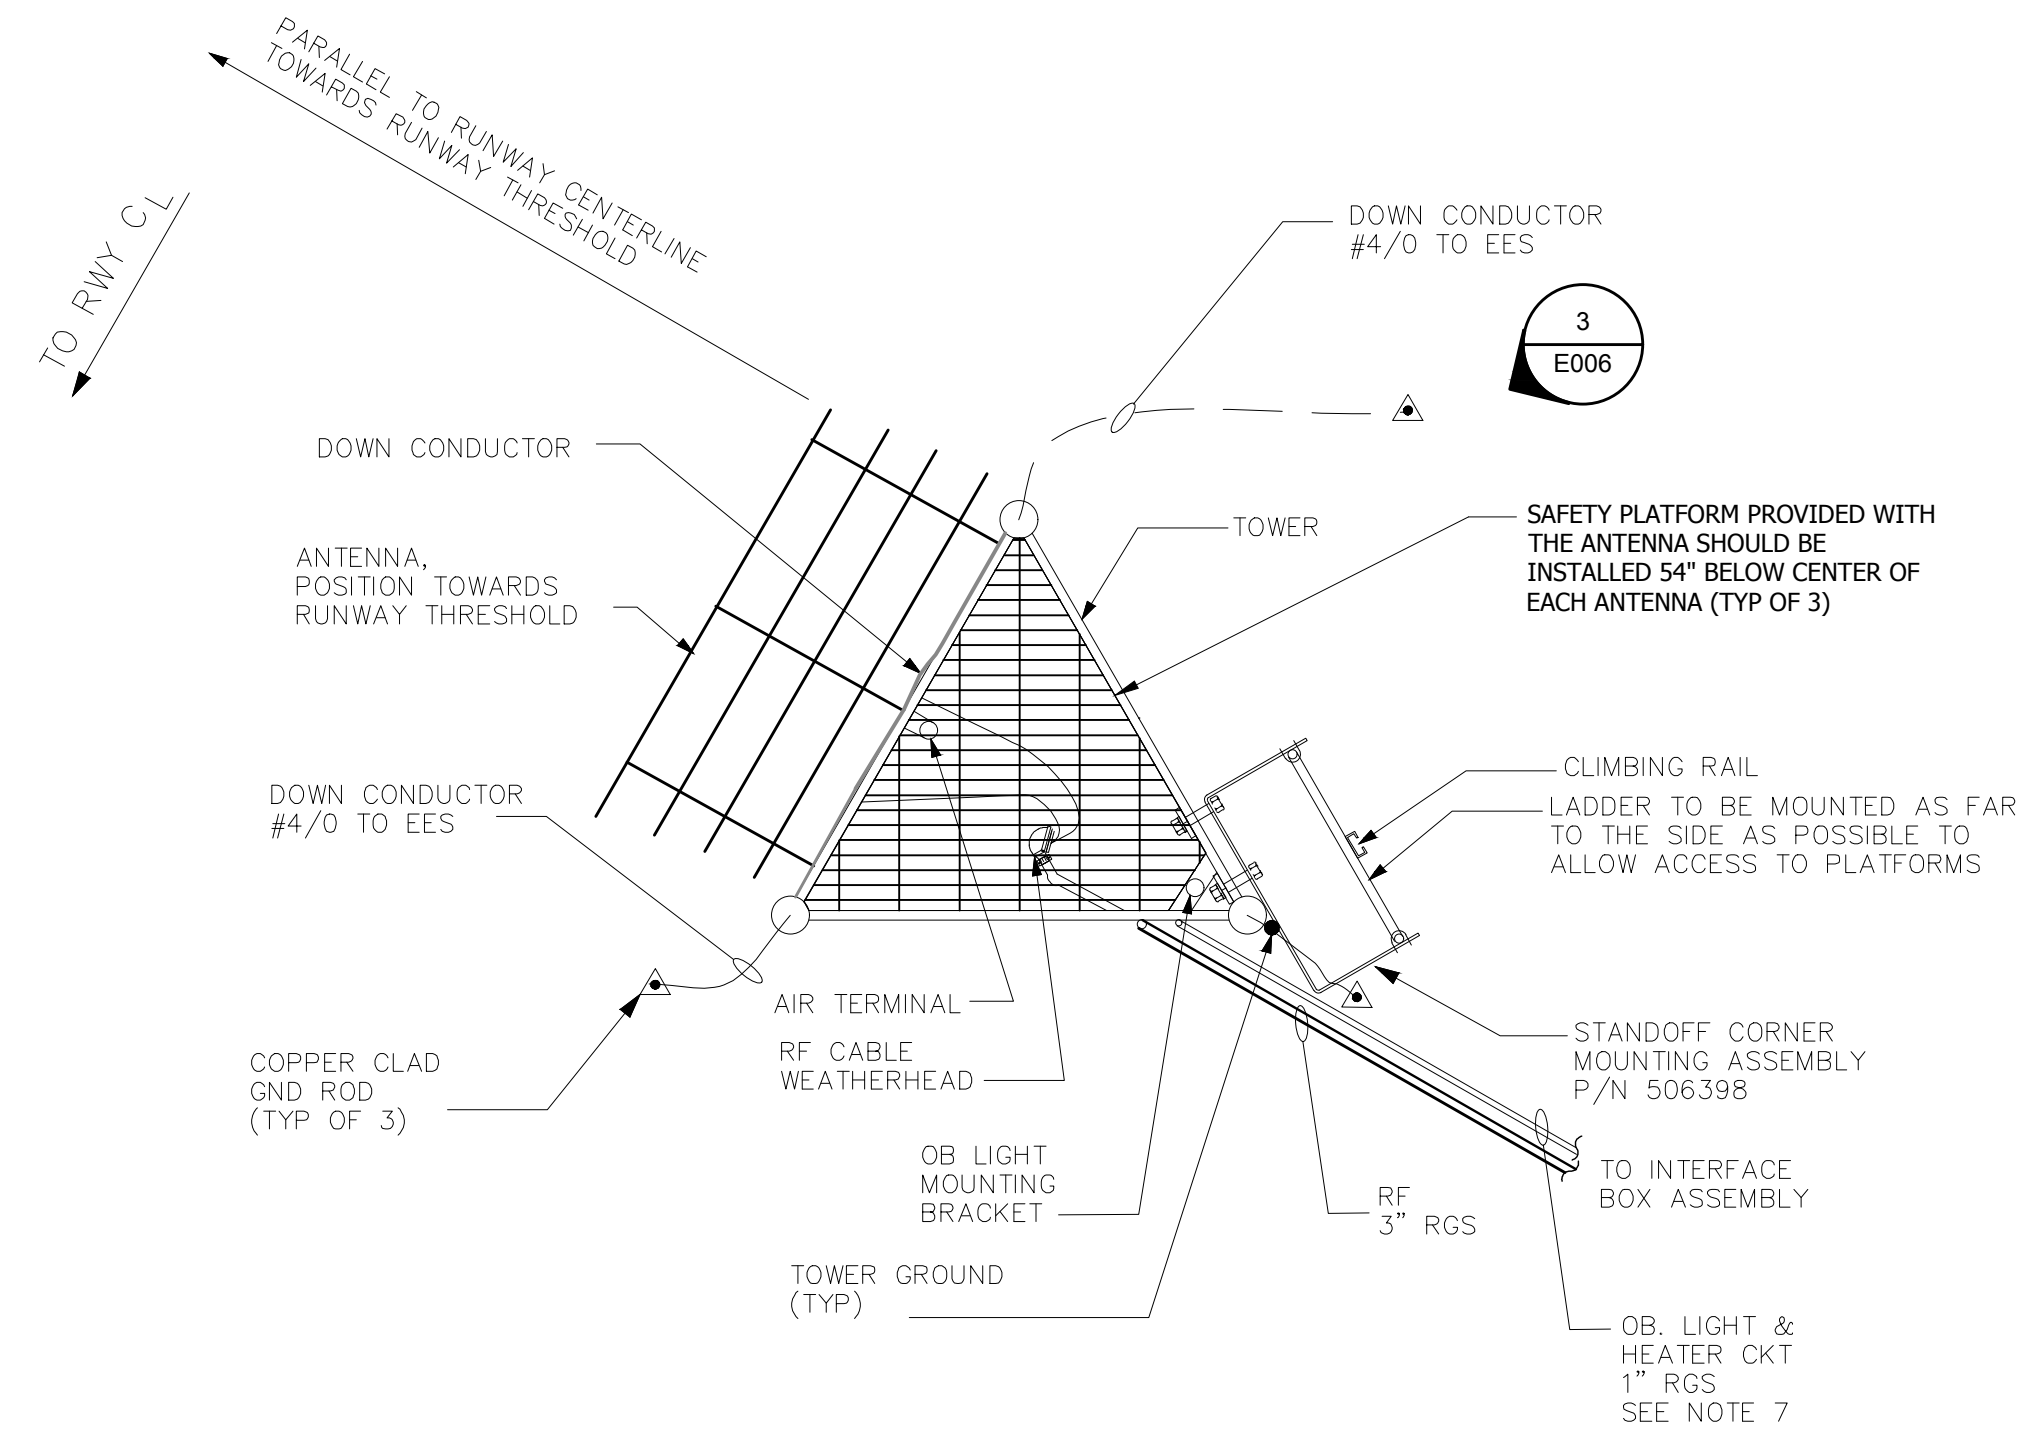 PARALLEL TO RUNWAY CENTERLINE
TOWARDS RUNWAY THRESHOLD
TO RWY CL
DOWN CONDUCTOR
#4/0 TO EES
3
E006
DOWN CONDUCTOR
ANTENNA,
POSITION TOWARDS
RUNWAY THRESHOLD
TOWER
SAFETY PLATFORM PROVIDED WITH
THE ANTENNA SHOULD BE
INSTALLED 54" BELOW CENTER OF
EACH ANTENNA (TYP OF 3)
DOWN CONDUCTOR
#4/0 TO EES
CLIMBING RAIL
LADDER TO BE MOUNTED AS FAR
TO THE SIDE AS POSSIBLE TO
ALLOW ACCESS TO PLATFORMS
AIR TERMINAL
RF CABLE
WEATHERHEAD
COPPER CLAD
GND ROD
(TYP OF 3)
STANDOFF CORNER
MOUNTING ASSEMBLY
P/N 506398
OB LIGHT
MOUNTING
BRACKET
TO INTERFACE
BOX ASSEMBLY
RF
3” RGS
TOWER GROUND
(TYP)
OB. LIGHT &
HEATER CKT
1” RGS
SEE NOTE 7